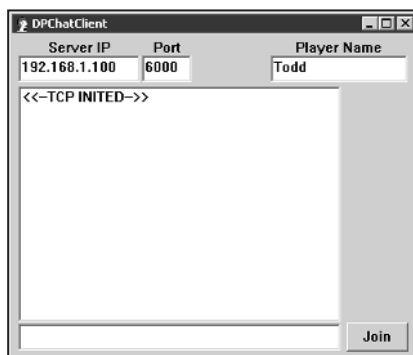 DPChatClient
Server IP Port Player Name
192.168.1.100 6000 Todd
<<-TCP INITED->>
Join